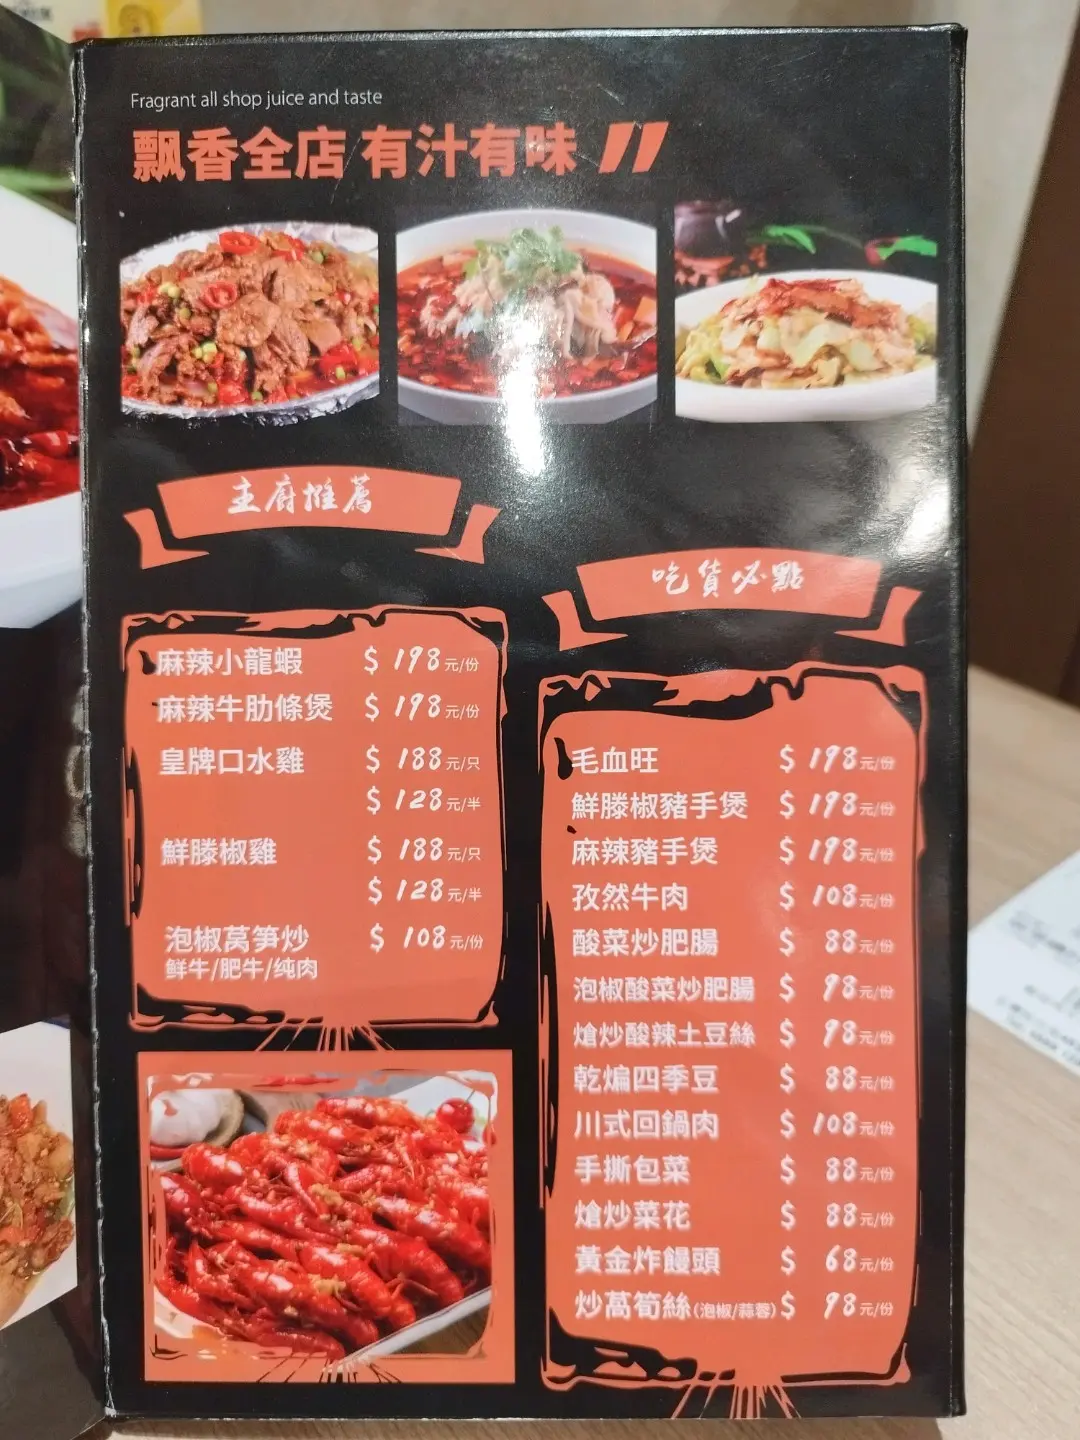 Fragrant all shop juice and taste
飘香全店 有汁有味
主廚推薦
麻辣小龍蝦 $ 198元/份
麻辣牛肋條煲 $ 198元/份
皇牌口水雞 $ 188元/只
$ 128元/半
鮮滕椒雞 $ 188元/只
$ 128元/半
泡椒萵笋炒 $ 108元/份
鲜牛/肥牛/纯肉
吃貨必點
毛血旺 $ 198元/份
鮮滕椒豬手煲 $ 198元/份
麻辣豬手煲 $ 198元/份
孜然牛肉 $ 108元/份
酸菜炒肥腸 $ 88元/份
泡椒酸菜炒肥腸 $ 98元/份
熗炒酸辣土豆絲 $ 98元/份
乾煸四季豆 $ 88元/份
川式回鍋肉 $ 108元/份
手撕包菜 $ 88元/份
熗炒菜花 $ 88元/份
黃金炸饅頭 $ 68元/份
炒萵筍絲(泡椒/蒜蓉) $ 98元/份